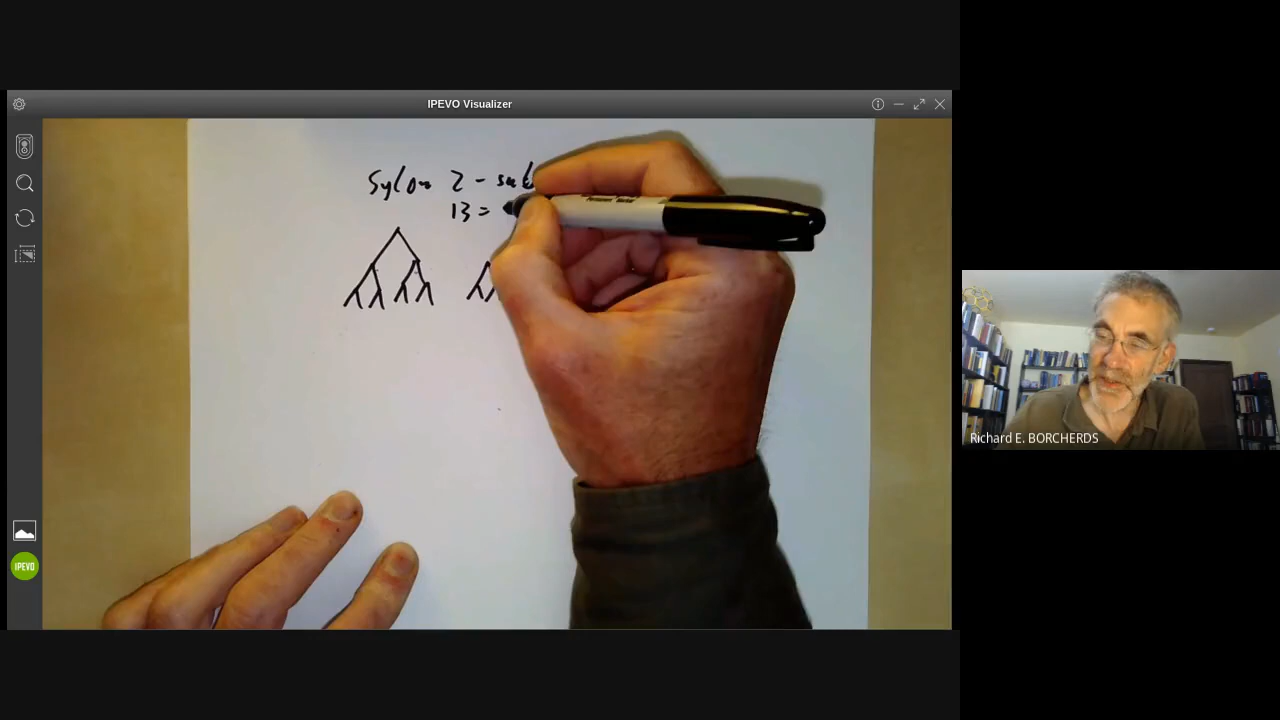 IPEVO Visualizer
Sylow 2 - sub
13 =
IPEVO
Richard E. BORCHERDS